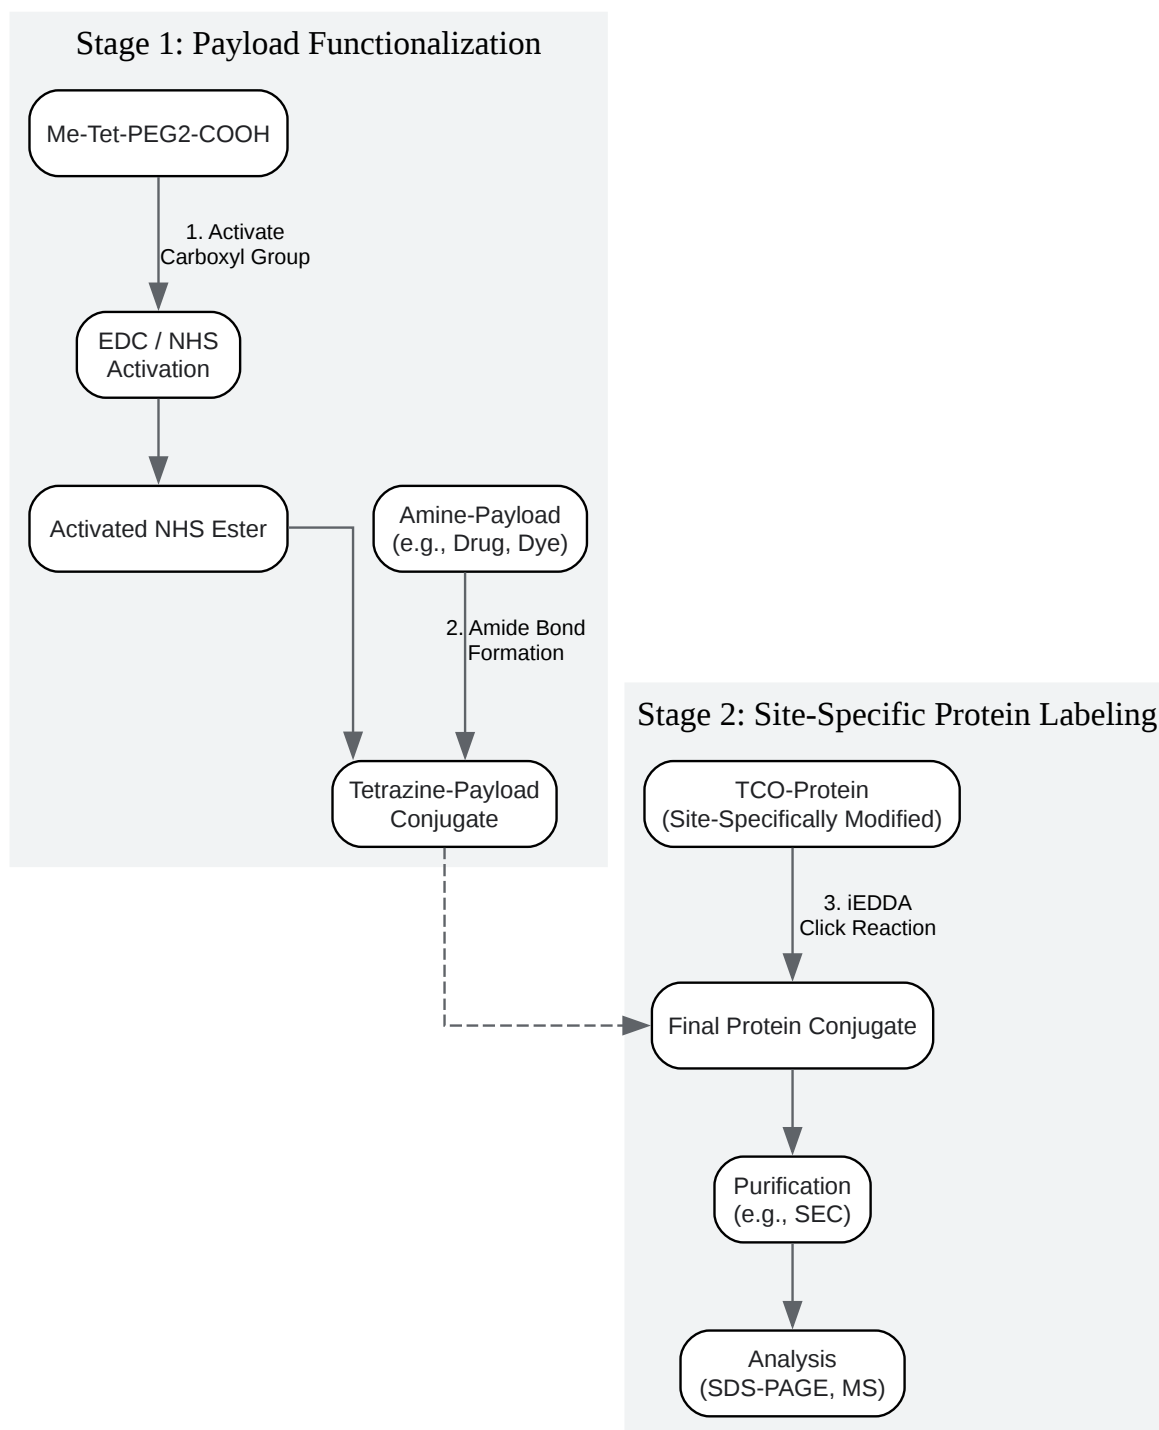 Stage 1: Payload Functionalization
Me-Tet-PEG2-COOH
1. Activate
Carboxyl Group
EDC / NHS
Activation
Activated NHS Ester
Amine-Payload
(e.g., Drug, Dye)
2. Amide Bond
Formation
Tetrazine-Payload
Conjugate
Stage 2: Site-Specific Protein Labeling
TCO-Protein
(Site-Specifically Modified)
3. iEDDA
Click Reaction
Final Protein Conjugate
Purification
(e.g., SEC)
Analysis
(SDS-PAGE, MS)